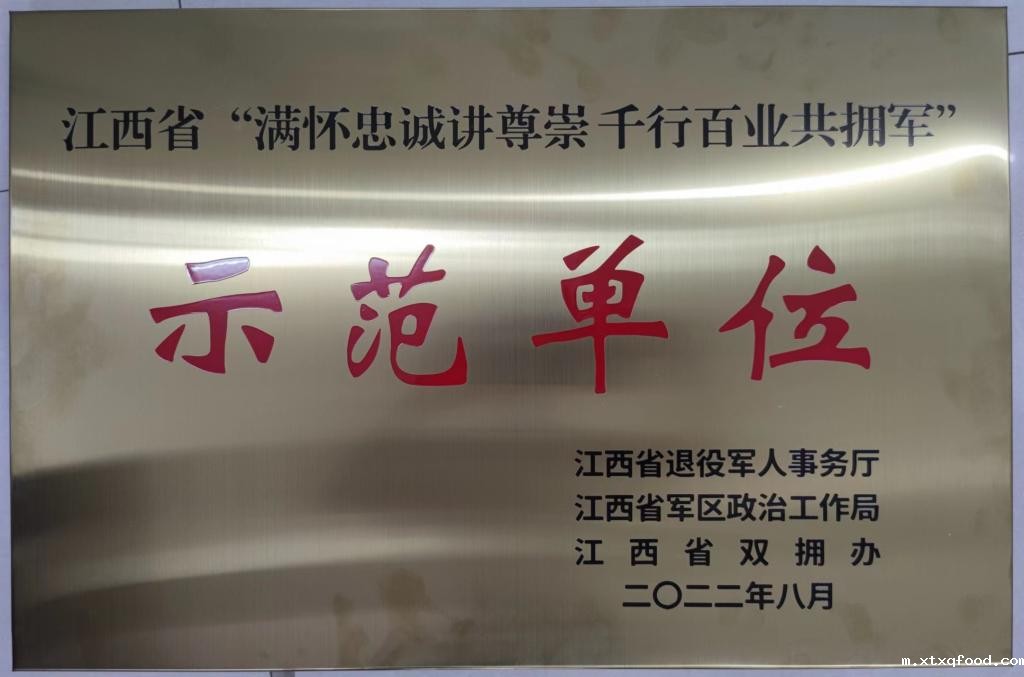 江西省“满怀忠诚讲尊崇 千行百业共拥军”
示范单位
江西省退役军人事务厅
江西省军区政治工作局
江西省双拥办
二〇二二年八月
m.xtxqfood.com